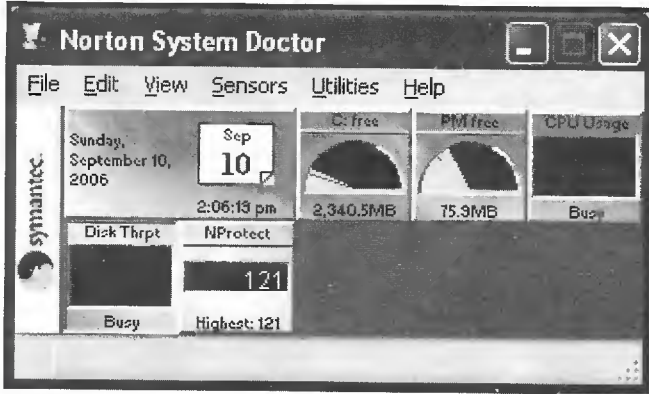 Norton System Doctor
File Edit View Sensors Utilities Help
symantec.
Sunday,
September 10,
2006
Sep
10
2:06:13 pm
C: free
2,340.5MB
PM free
75.9MB
CPU Usage
Busy
Disk Thrpt
Busy
NProtect
121
Highest: 121